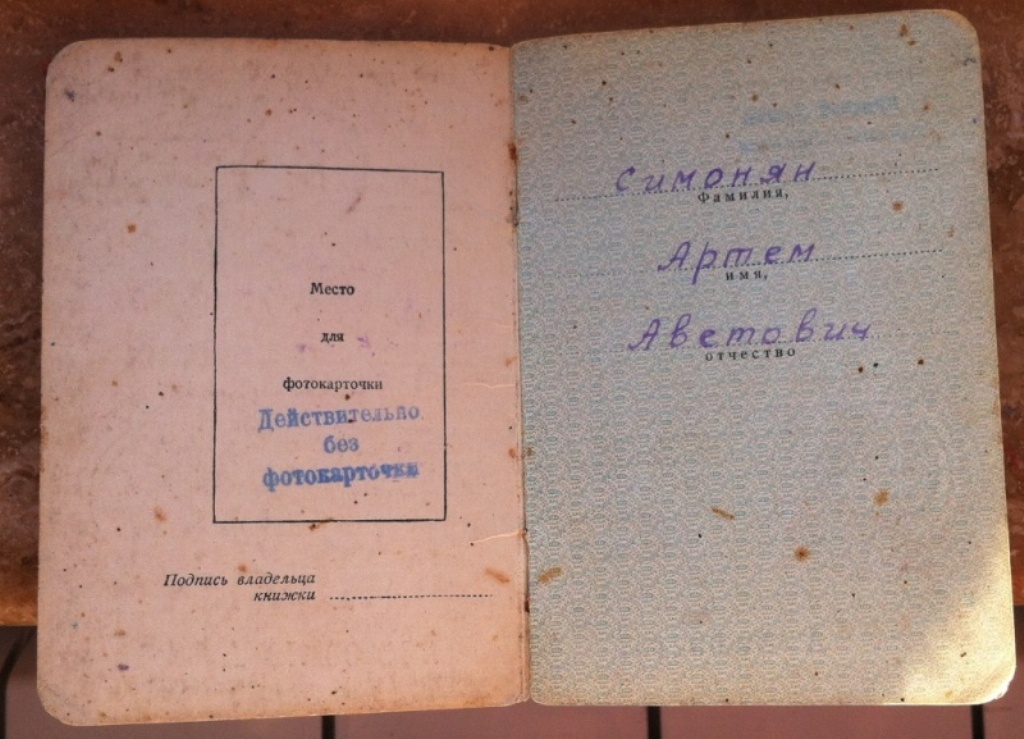 Место
для
фотокарточки
Действительно
без
фотокарточки
Подпись владельца
книжки
Симонян
Фамилия,
Артем
имя,
Аветович
отчество